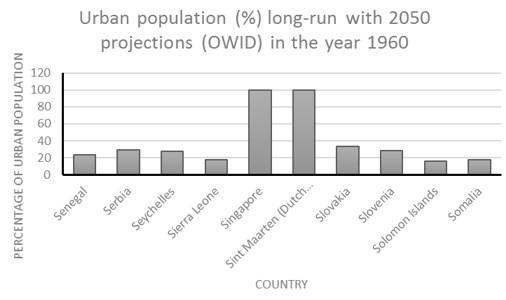 Urban population (%) long-run with 2050
projections (OWID) in the year 1960
PERCENTAGE OF URBAN POPULATION
120
100
80
60
40
20
0
Senegal
Serbia
Seychelles
Sierra Leone
Singapore
Sint Maarten (Dutch...
Slovakia
Slovenia
Solomon Islands
Somalia
COUNTRY